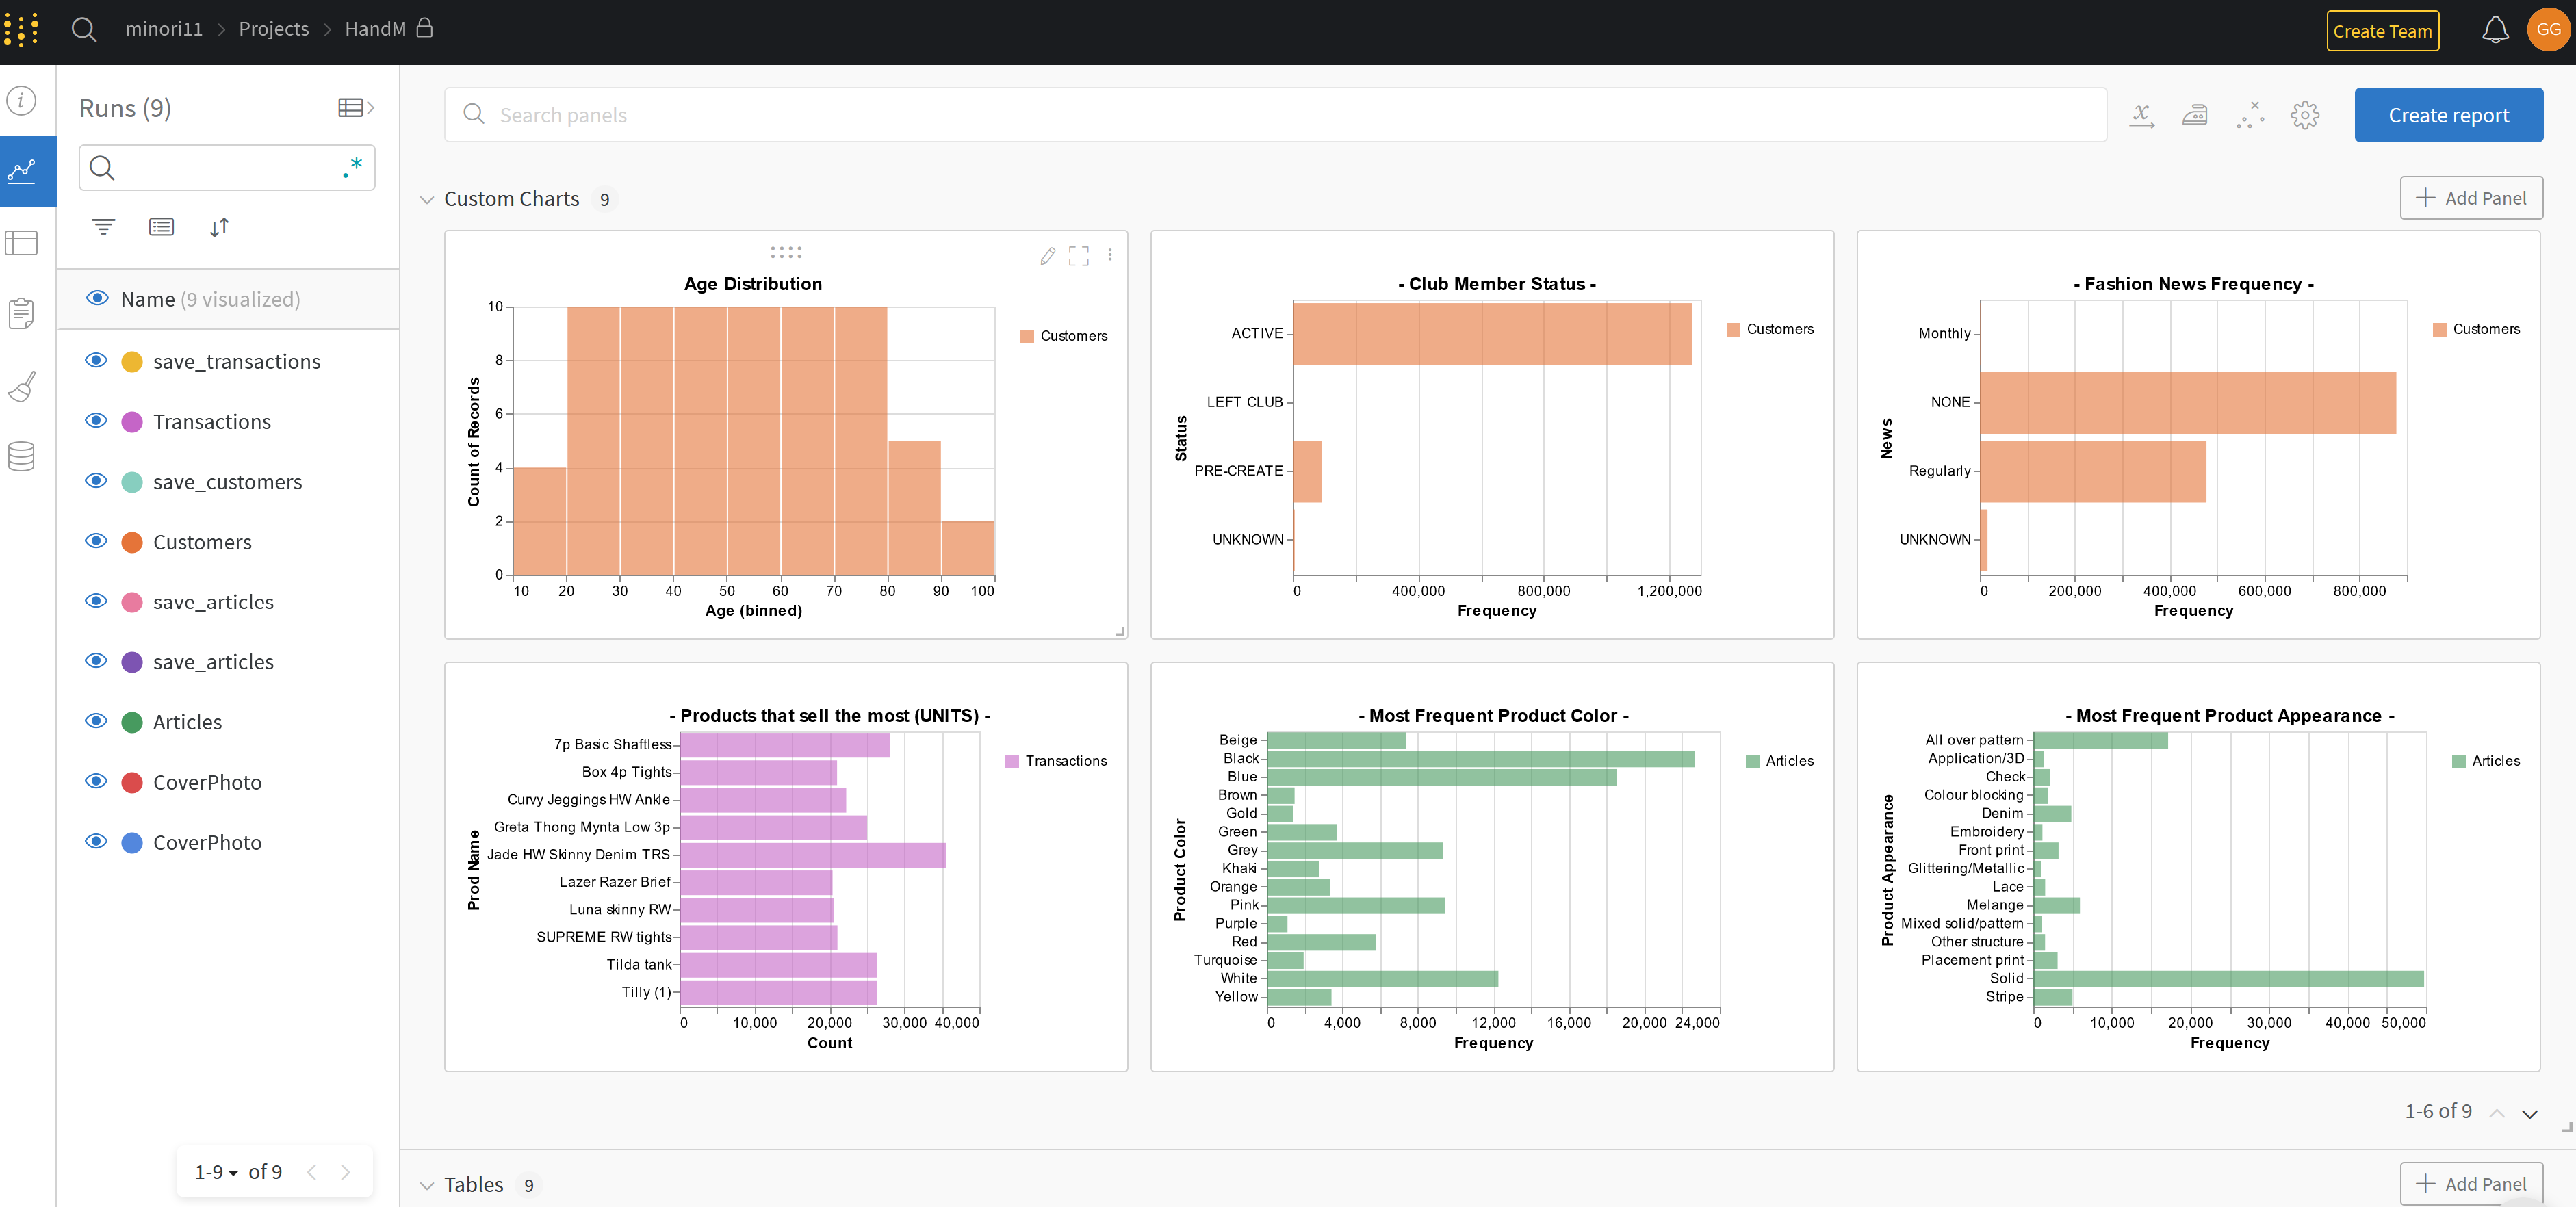 minori11 > Projects > HandM
Create Team
GG
Runs (9)
.*
Name (9 visualized)
save_transactions
Transactions
save_customers
Customers
save_articles
save_articles
Articles
CoverPhoto
CoverPhoto
1-9 of 9
Search panels
Create report
Custom Charts 9
Add Panel
Age Distribution
Customers
Count of Records
10
8
6
4
2
0
10 20 30 40 50 60 70 80 90 100
Age (binned)
- Club Member Status -
Customers
Status
ACTIVE
LEFT CLUB
PRE-CREATE
UNKNOWN
0 400,000 800,000 1,200,000
Frequency
- Fashion News Frequency -
Customers
News
Monthly
NONE
Regularly
UNKNOWN
0 200,000 400,000 600,000 800,000
Frequency
- Products that sell the most (UNITS) -
Transactions
Prod Name
7p Basic Shaftless
Box 4p Tights
Curvy Jeggings HW Ankle
Greta Thong Mynta Low 3p
Jade HW Skinny Denim TRS
Lazer Razer Brief
Luna skinny RW
SUPREME RW tights
Tilda tank
Tilly (1)
0 10,000 20,000 30,000 40,000
Count
- Most Frequent Product Color -
Articles
Product Color
Beige
Black
Blue
Brown
Gold
Green
Grey
Khaki
Orange
Pink
Purple
Red
Turquoise
White
Yellow
0 4,000 8,000 12,000 16,000 20,000 24,000
Frequency
- Most Frequent Product Appearance -
Articles
Product Appearance
All over pattern
Application/3D
Check
Colour blocking
Denim
Embroidery
Front print
Glittering/Metallic
Lace
Melange
Mixed solid/pattern
Other structure
Placement print
Solid
Stripe
0 10,000 20,000 30,000 40,000 50,000
Frequency
1-6 of 9
Tables 9
Add Panel